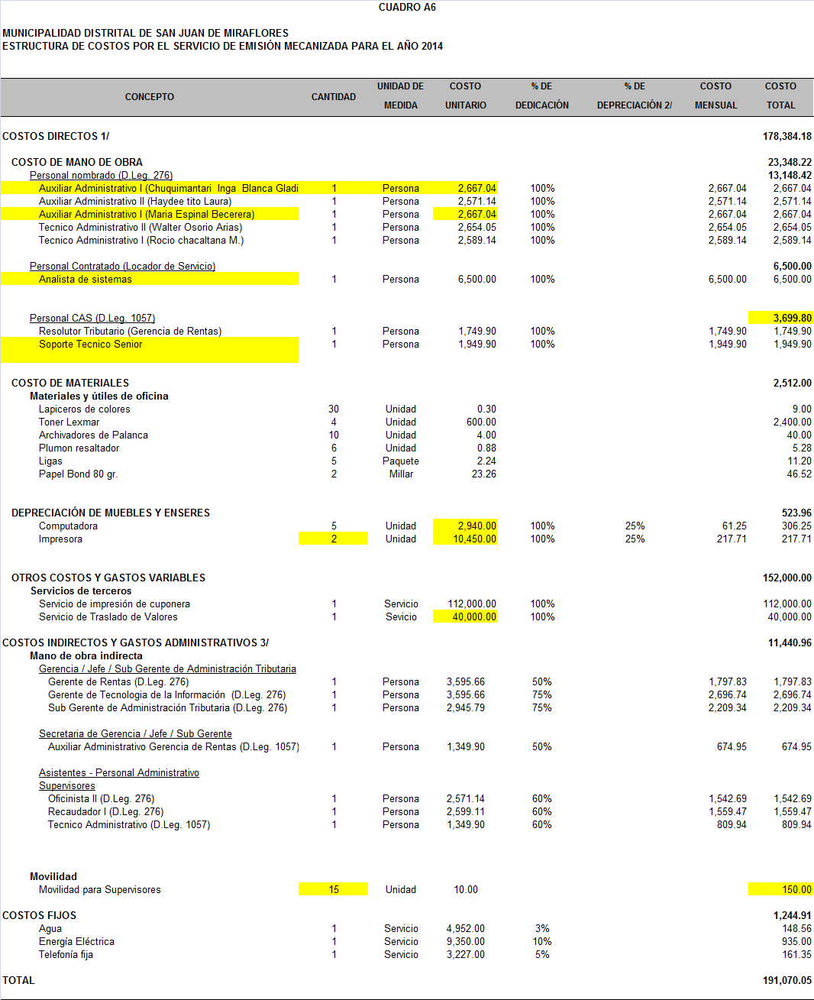 CUADRO A6
MUNICIPALIDAD DISTRITAL DE SAN JUAN DE MIRAFLORES
ESTRUCTURA DE COSTOS POR EL SERVICIO DE EMISIÓN MECANIZADA PARA EL AÑO 2014
CONCEPTO CANTIDAD UNIDAD DE MEDIDA COSTO UNITARIO % DE DEDICACIÓN % DE DEPRECIACIÓN 2/ COSTO MENSUAL COSTO TOTAL
COSTOS DIRECTOS 1/ 178,384.18
COSTO DE MANO DE OBRA 23,348.22
Personal nombrado (D.Leg. 276) 13,148.42
Auxiliar Administrativo I (Chuquimantari Inga Blanca Gladi 1 Persona 2,667.04 100% 2,667.04 2,667.04
Auxiliar Administrativo II (Haydee tito Laura) 1 Persona 2,571.14 100% 2,571.14 2,571.14
Auxiliar Administrativo I (Maria Espinal Becerera) 1 Persona 2,667.04 100% 2,667.04 2,667.04
Tecnico Administrativo II (Walter Osorio Arias) 1 Persona 2,654.05 100% 2,654.05 2,654.05
Tecnico Administrativo I (Rocio chacaltana M.) 1 Persona 2,589.14 100% 2,589.14 2,589.14
Personal Contratado (Locador de Servicio) 6,500.00
Analista de sistemas 1 Persona 6,500.00 100% 6,500.00 6,500.00
Personal CAS (D.Leg. 1057) 3,699.80
Resolutor Tributario (Gerencia de Rentas) 1 Persona 1,749.90 100% 1,749.90 1,749.90
Soporte Tecnico Senior 1 Persona 1,949.90 100% 1,949.90 1,949.90
COSTO DE MATERIALES 2,512.00
Materiales y útiles de oficina
Lapiceros de colores 30 Unidad 0.30 9.00
Toner Lexmar 4 Unidad 600.00 2,400.00
Archivadores de Palanca 10 Unidad 4.00 40.00
Plumon resaltador 6 Unidad 0.88 5.28
Ligas 5 Paquete 2.24 11.20
Papel Bond 80 gr. 2 Millar 23.26 46.52
DEPRECIACIÓN DE MUEBLES Y ENSERES 523.96
Computadora 5 Unidad 2,940.00 100% 25% 61.25 306.25
Impresora 2 Unidad 10,450.00 100% 25% 217.71 217.71
OTROS COSTOS Y GASTOS VARIABLES 152,000.00
Servicios de terceros
Servicio de impresión de cuponera 1 Servicio 112,000.00 100% 112,000.00
Servicio de Traslado de Valores 1 Sevicio 40,000.00 100% 40,000.00
COSTOS INDIRECTOS Y GASTOS ADMINISTRATIVOS 3/ 11,440.96
Mano de obra indirecta
Gerencia / Jefe / Sub Gerente de Administración Tributaria
Gerente de Rentas (D.Leg. 276) 1 Persona 3,595.66 50% 1,797.83 1,797.83
Gerente de Tecnologia de la Información (D.Leg. 276) 1 Persona 3,595.66 75% 2,696.74 2,696.74
Sub Gerente de Administración Tributaria (D.Leg. 276) 1 Persona 2,945.79 75% 2,209.34 2,209.34
Secretaria de Gerencia / Jefe / Sub Gerente
Auxiliar Administrativo Gerencia de Rentas (D.Leg. 1057) 1 Persona 1,349.90 50% 674.95 674.95
Asistentes - Personal Administrativo
Supervisores
Oficinista II (D.Leg. 276) 1 Persona 2,571.14 60% 1,542.69 1,542.69
Recaudador I (D.Leg. 276) 1 Persona 2,599.11 60% 1,559.47 1,559.47
Tecnico Administrativo (D.Leg. 1057) 1 Persona 1,349.90 60% 809.94 809.94
Movilidad
Movilidad para Supervisores 15 Unidad 10.00 150.00
COSTOS FIJOS 1,244.91
Agua 1 Servicio 4,952.00 3% 148.56
Energía Eléctrica 1 Servicio 9,350.00 10% 935.00
Telefonía fija 1 Servicio 3,227.00 5% 161.35
TOTAL 191,070.05